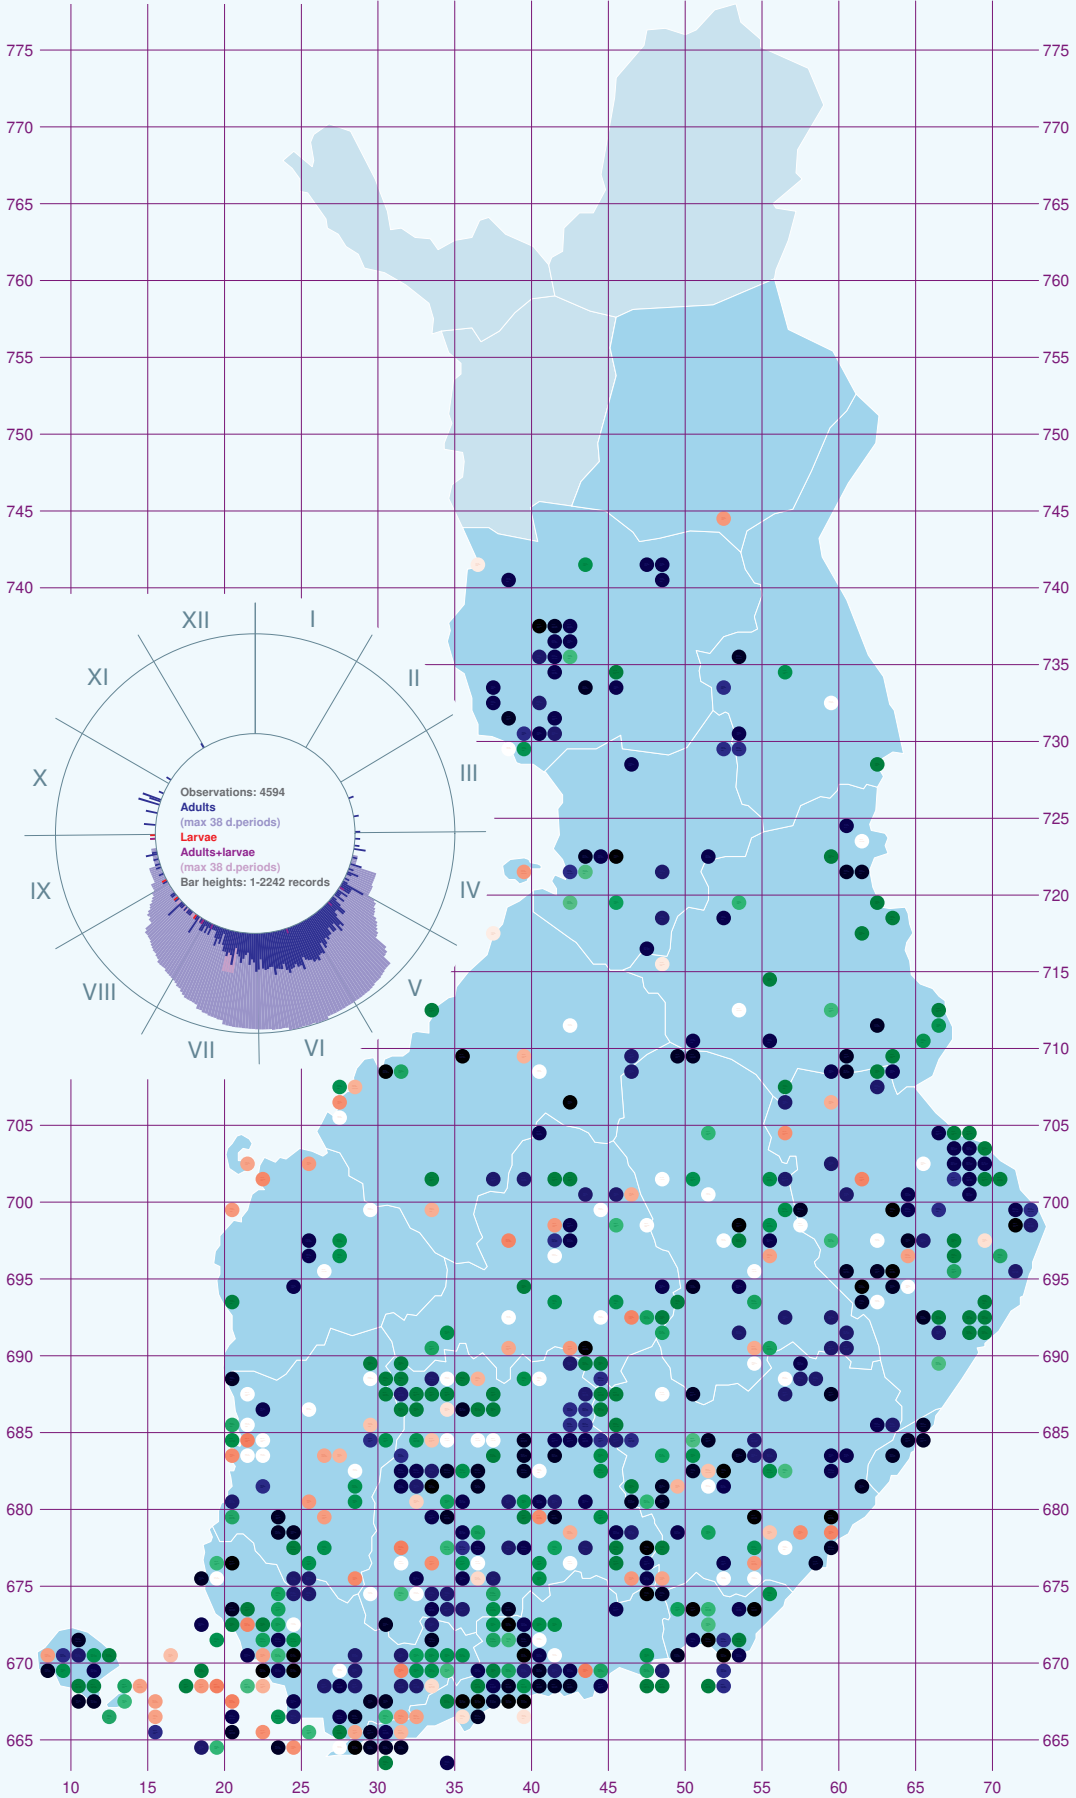 775 775
770 770
765 765
760 760
755 755
750 750
745 745
740 740
XII I
XI II
735 735
730 730
X III
Observations: 4594
Adults
(max 38 d.periods)
725 725
Larvae
Adults+larvae
(max 38 d.periods)
Bar heights: 1-2242 records
IX IV
720 720
715 715
VIII V
VII VI
710 710
705 705
700 700
695 695
690 690
685 685
680 680
675 675
670 670
665 665
10 15 20 25 30 35 40 45 50 55 60 65 70